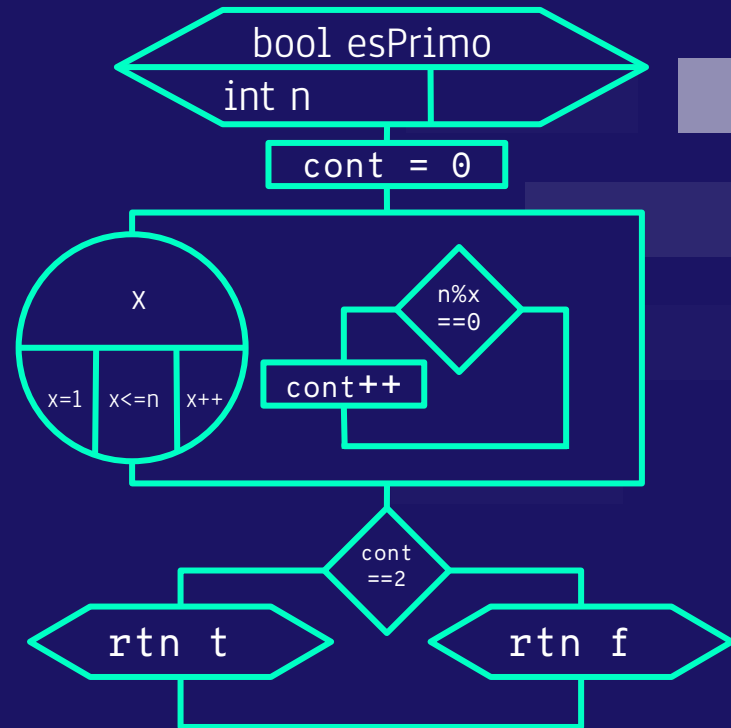 bool esPrimo
int n
cont = 0
X
x=1
x<=n
x++
n%x
==0
cont++
cont
==2
rtn t
rtn f